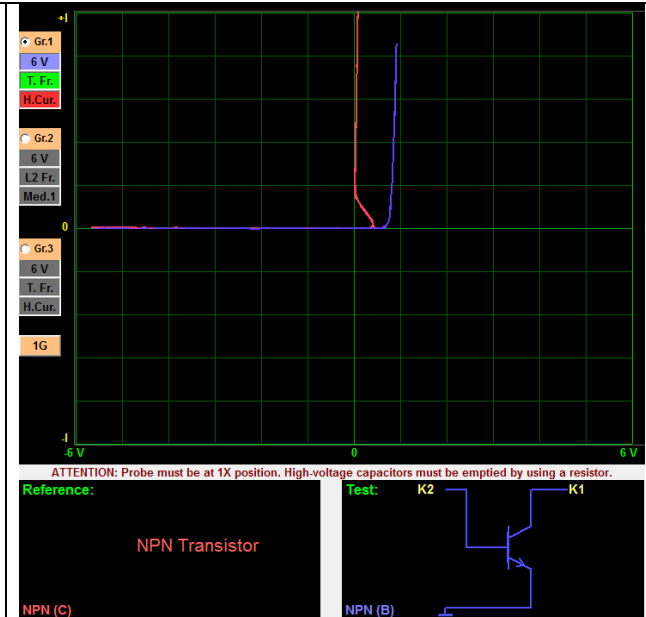 +I
Gr.1
6 V
T. Fr.
H.Cur.
Gr.2
6 V
L2 Fr.
Med.1
0
Gr.3
6 V
T. Fr.
H.Cur.
1G
-I
-6 V 0 6 V
ATTENTION: Probe must be at 1X position. High-voltage capacitors must be emptied by using a resistor.
Reference:
NPN Transistor
NPN (C)
Test: K2 K1
NPN (B)